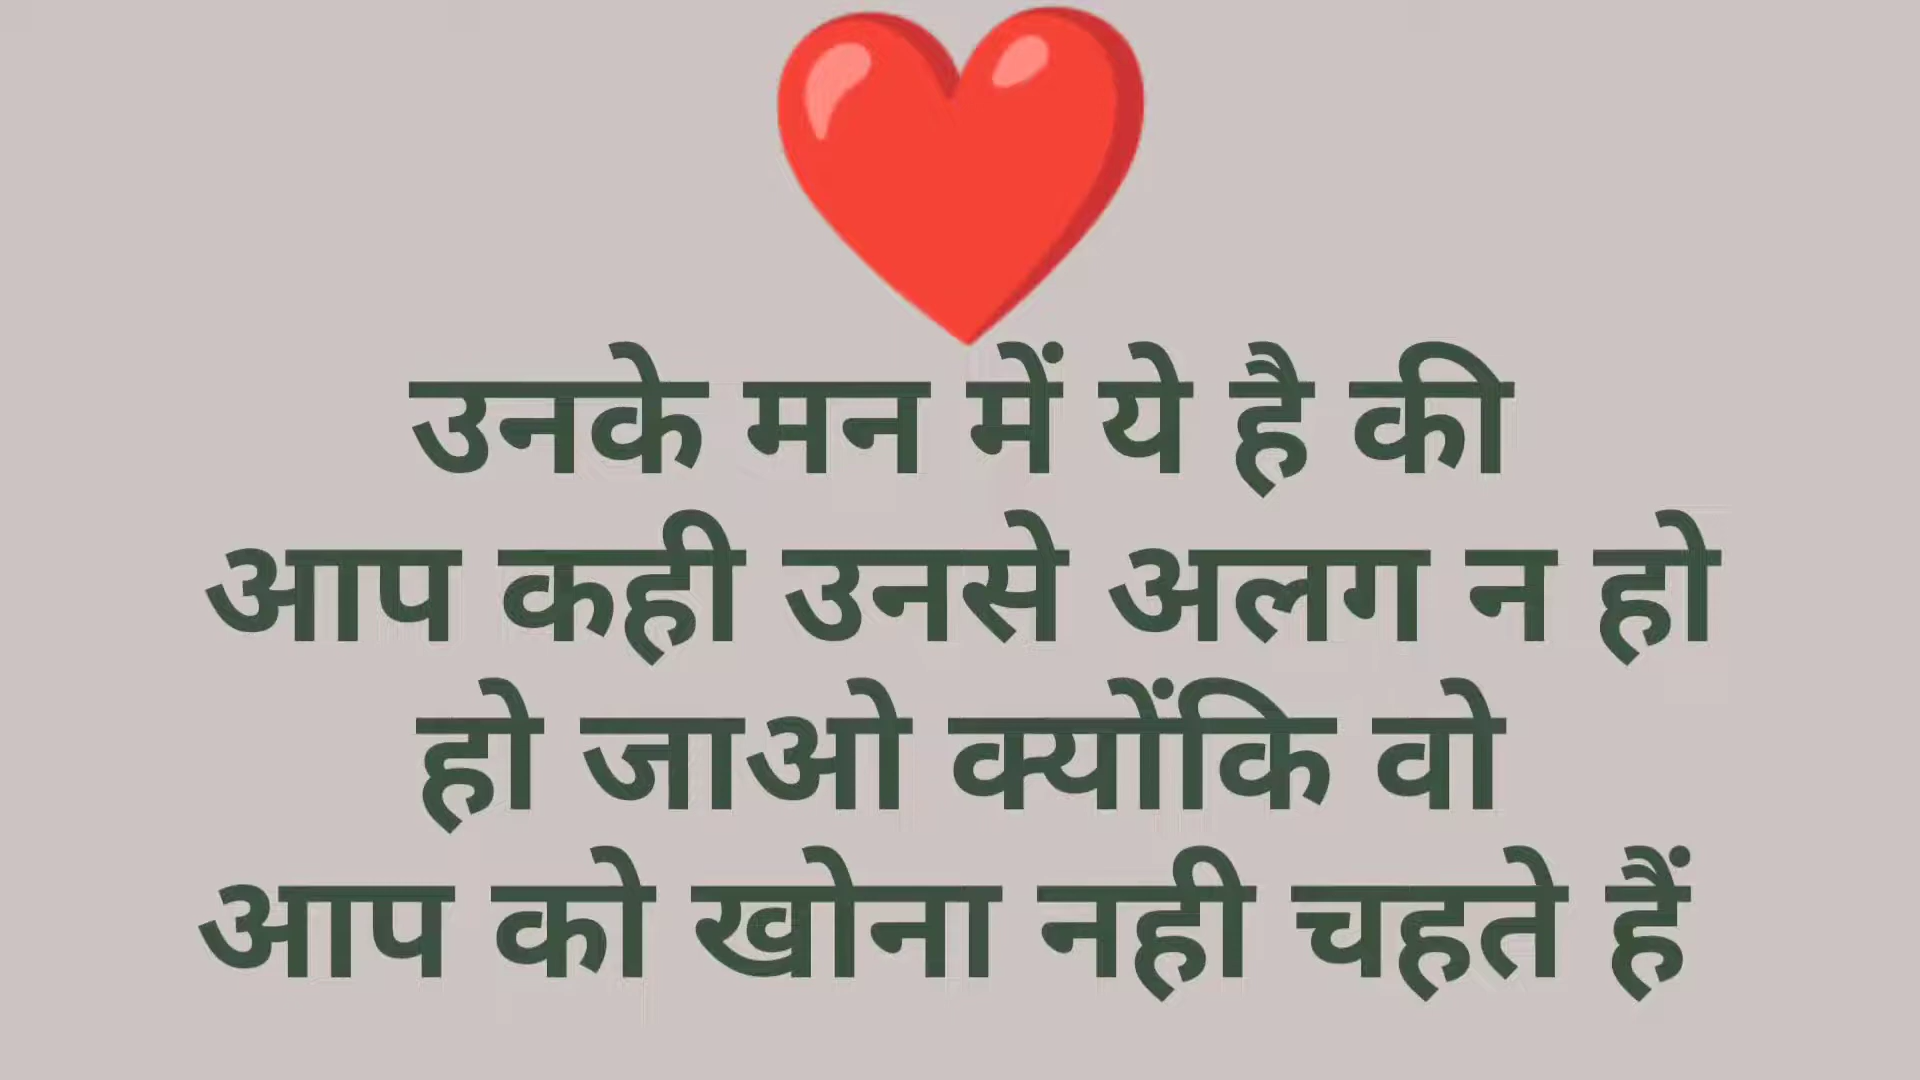 उनके मन में ये है की
आप कही उनसे अलग न हो
हो जाओ क्योंकि वो
आप को खोना नही चहते हैं